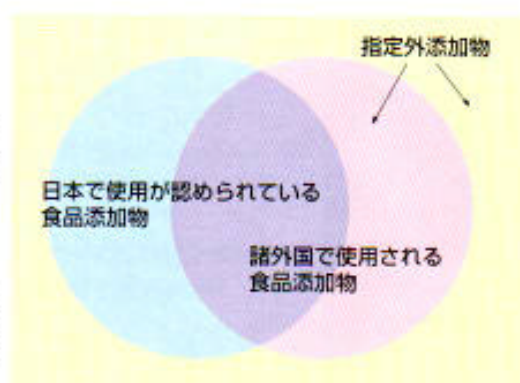 指定外添加物
日本で使用が認められている
食品添加物
諸外国で使用される
食品添加物